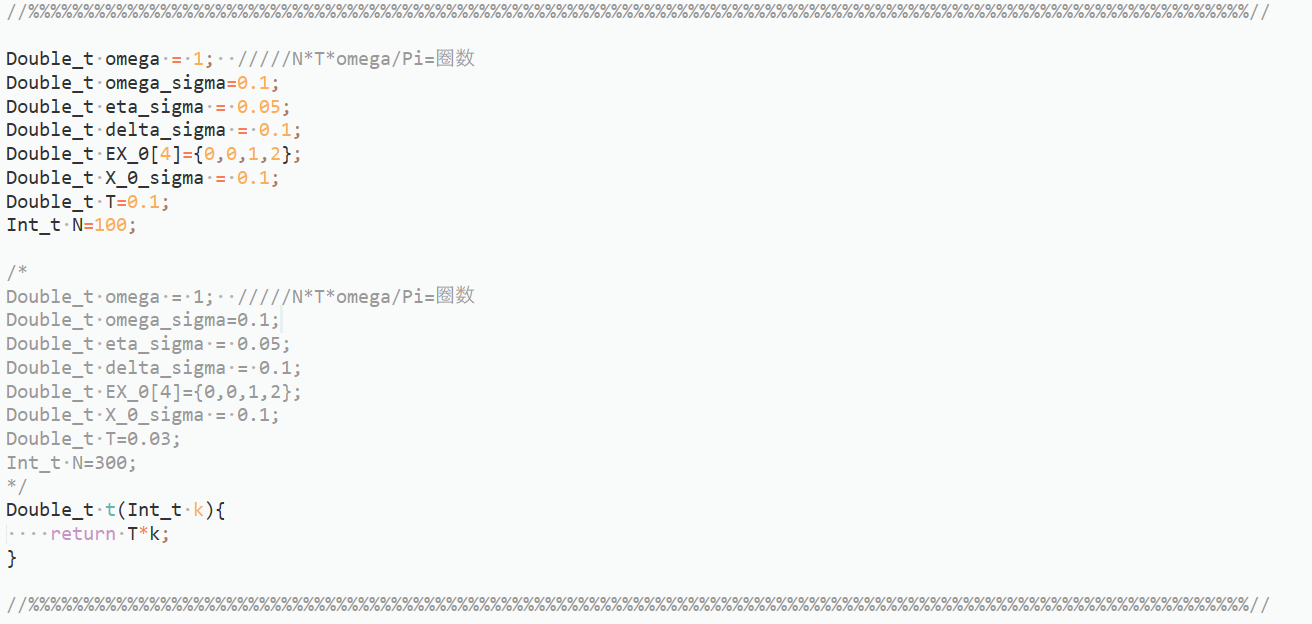 //%%%%%%%%%%%%%%%%%%%%%%%%%%%%%%%%%%%%%%%%%%%%%%%%%%%%%%%%%%%%%%%%%%%%%%%%%%%%%%%%%%%%%%%%%%%%%%%%%%%%%%%%%%%%%%%%%//
Double_t omega = 1;  /////N*T*omega/Pi=圈数
Double_t omega_sigma=0.1;
Double_t eta_sigma = 0.05;
Double_t delta_sigma = 0.1;
Double_t EX_0[4]={0,0,1,2};
Double_t X_0_sigma = 0.1;
Double_t T=0.1;
Int_t N=100;
/*
Double_t omega = 1;  /////N*T*omega/Pi=圈数
Double_t omega_sigma=0.1;
Double_t eta_sigma = 0.05;
Double_t delta_sigma = 0.1;
Double_t EX_0[4]={0,0,1,2};
Double_t X_0_sigma = 0.1;
Double_t T=0.03;
Int_t N=300;
*/
Double_t t(Int_t k){
    return T*k;
}
//%%%%%%%%%%%%%%%%%%%%%%%%%%%%%%%%%%%%%%%%%%%%%%%%%%%%%%%%%%%%%%%%%%%%%%%%%%%%%%%%%%%%%%%%%%%%%%%%%%%%%%%%%%%%%%%%%//